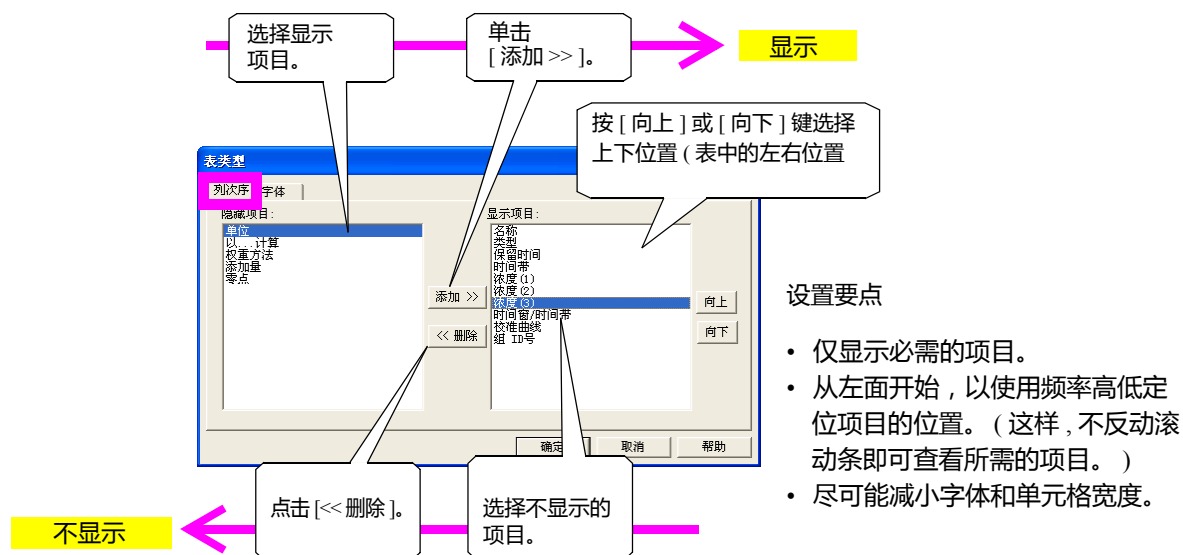 选择显示
项目。
单击
[ 添加 >> ]。
显示
按 [ 向上 ] 或 [ 向下 ] 键选择
上下位置 ( 表中的左右位置
表类型
列次序
字体
隐藏项目:
显示项目:
单位
以...计算
权重方法
添加量
零点
名称
类型
保留时间
时间带
浓度(1)
浓度(2)
浓度(3)
时间窗/时间带
校准曲线
组 ID号
添加 >>
<< 删除
向上
向下
确定
取消
帮助
设置要点
• 仅显示必需的项目。
• 从左面开始 , 以使用频率高低定
位项目的位置。 ( 这样 , 不反动滚
动条即可查看所需的项目。 )
• 尽可能减小字体和单元格宽度。
点击 [<< 删除 ]。
选择不显示的
项目。
不显示